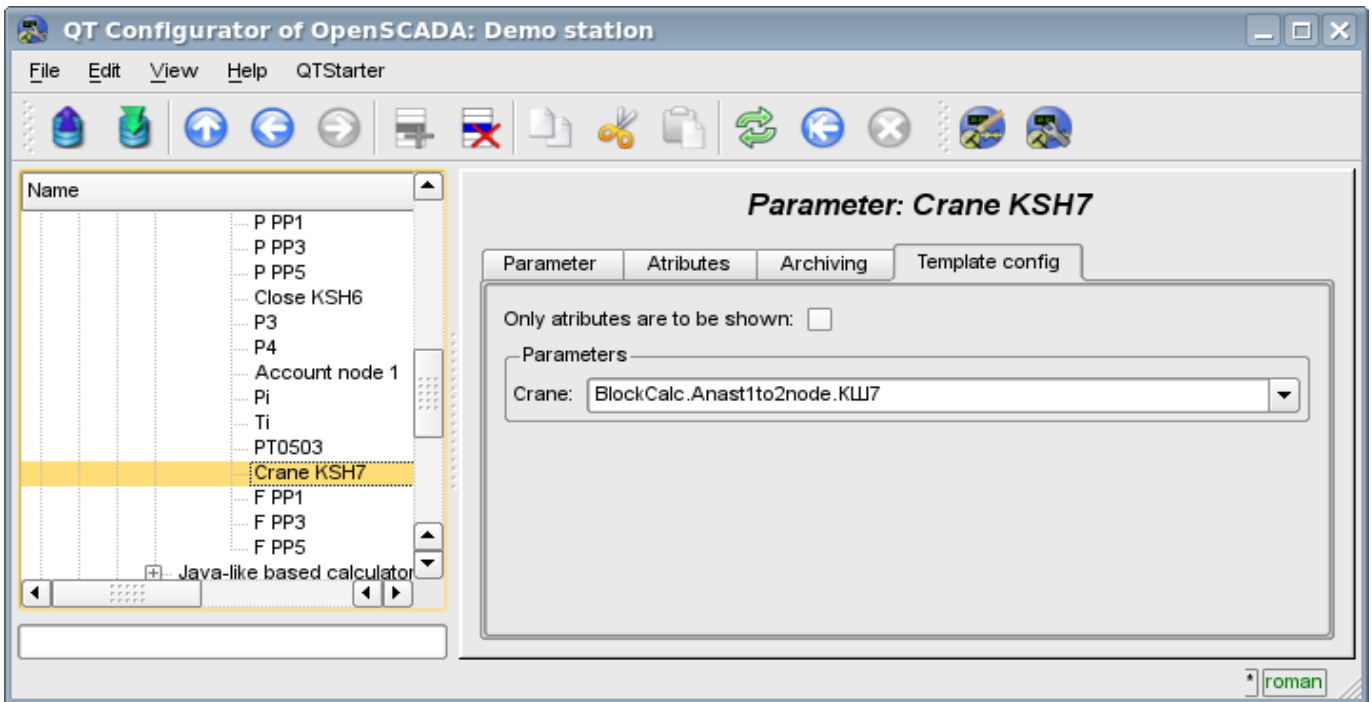 QT Configurator of OpenSCADA: Demo station
File Edit View Help QTStarter
Name
P PP1
P PP3
P PP5
Close KSH6
P3
P4
Account node 1
Pi
Ti
PT0503
Crane KSH7
F PP1
F PP3
F PP5
Java-like based calculator
Parameter: Crane KSH7
Parameter Atributes Archiving Template config
Only atributes are to be shown:
Parameters
Crane: BlockCalc.Anast1to2node.КШ7
* roman